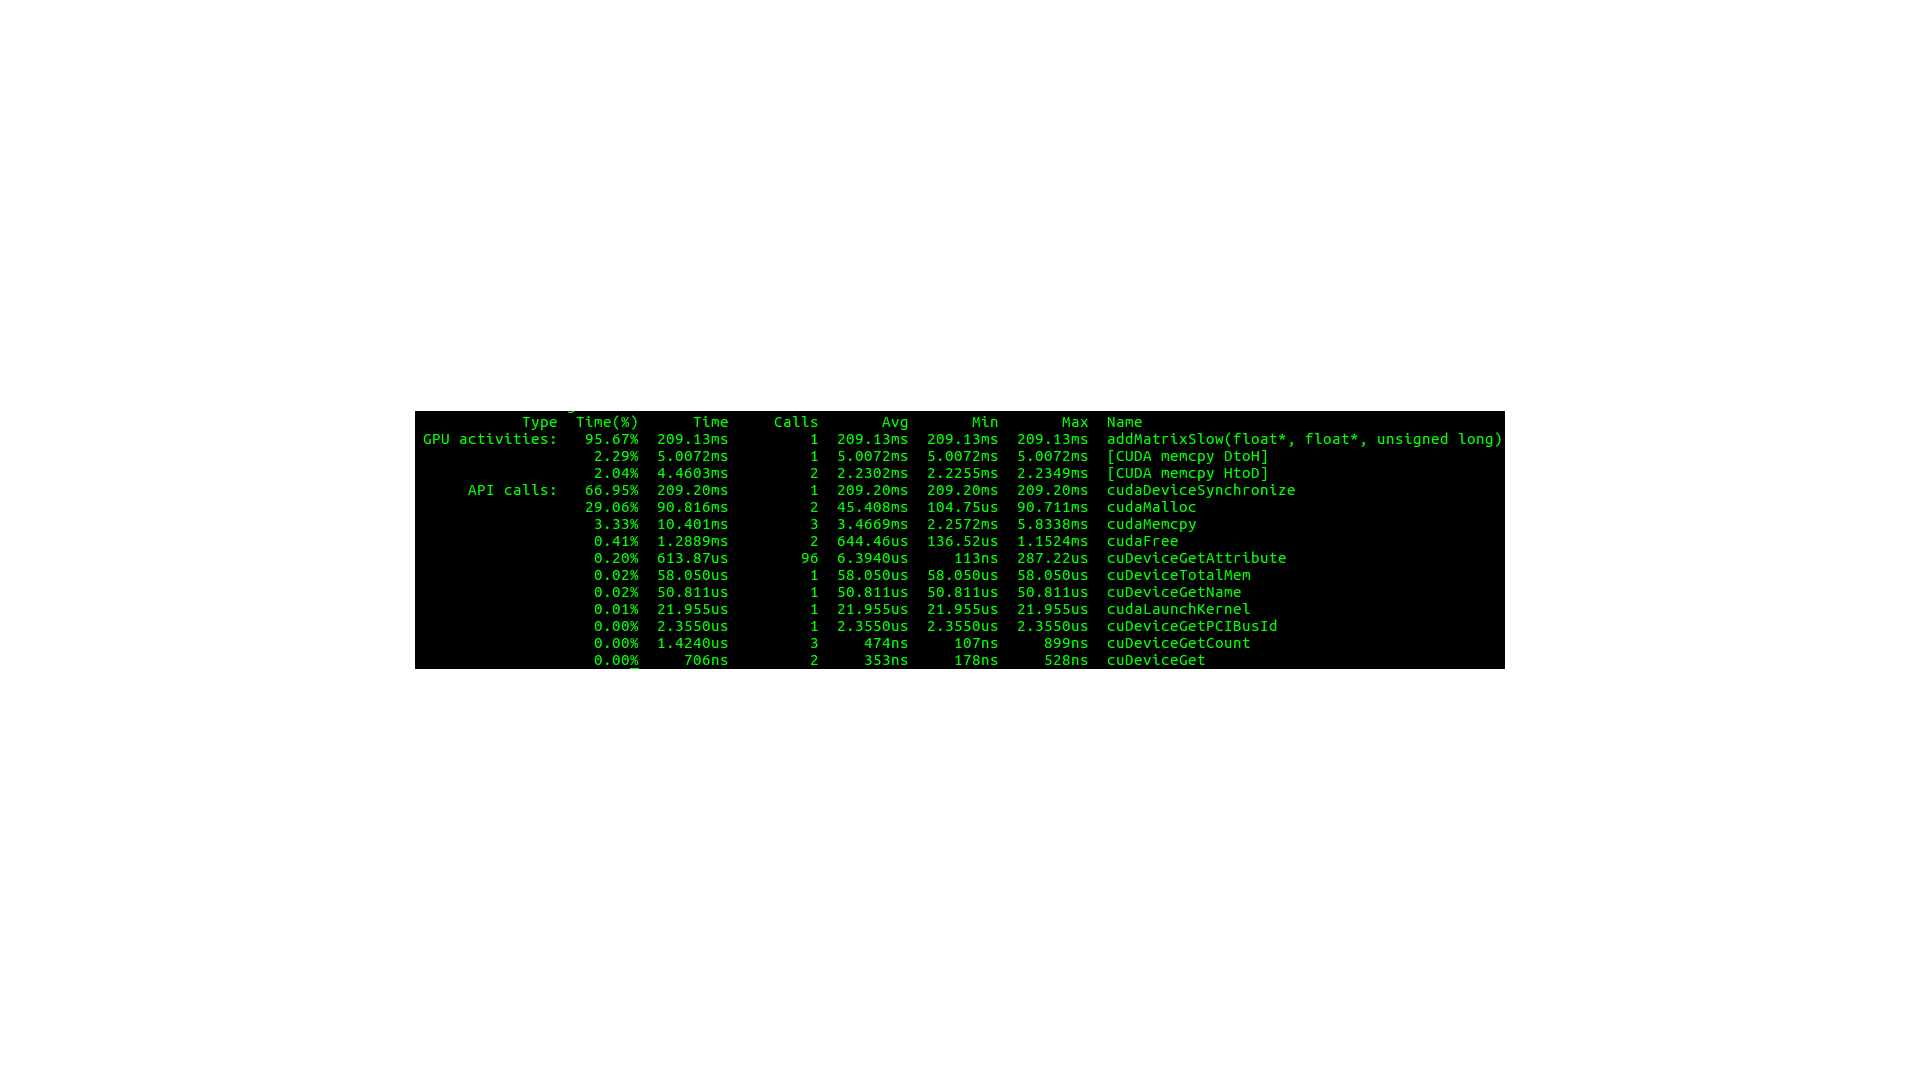 Type  Time(%)      Time     Calls       Avg       Min       Max  Name
GPU activities:   95.67%  209.13ms         1  209.13ms  209.13ms  209.13ms  addMatrixSlow(float*, float*, unsigned long)
2.29%  5.0072ms         1  5.0072ms  5.0072ms  5.0072ms  [CUDA memcpy DtoH]
2.04%  4.4603ms         2  2.2302ms  2.2255ms  2.2349ms  [CUDA memcpy HtoD]
API calls:   66.95%  209.20ms         1  209.20ms  209.20ms  209.20ms  cudaDeviceSynchronize
29.06%  90.816ms         2  45.408ms  104.75us  90.711ms  cudaMalloc
3.33%  10.401ms         3  3.4669ms  2.2572ms  5.8338ms  cudaMemcpy
0.41%  1.2889ms         2  644.46us  136.52us  1.1524ms  cudaFree
0.20%  613.87us        96  6.3940us     113ns  287.22us  cuDeviceGetAttribute
0.02%  58.050us         1  58.050us  58.050us  58.050us  cuDeviceTotalMem
0.02%  50.811us         1  50.811us  50.811us  50.811us  cuDeviceGetName
0.01%  21.955us         1  21.955us  21.955us  21.955us  cudaLaunchKernel
0.00%  2.3550us         1  2.3550us  2.3550us  2.3550us  cuDeviceGetPCIBusId
0.00%  1.4240us         3     474ns     107ns     899ns  cuDeviceGetCount
0.00%     706ns         2     353ns     178ns     528ns  cuDeviceGet